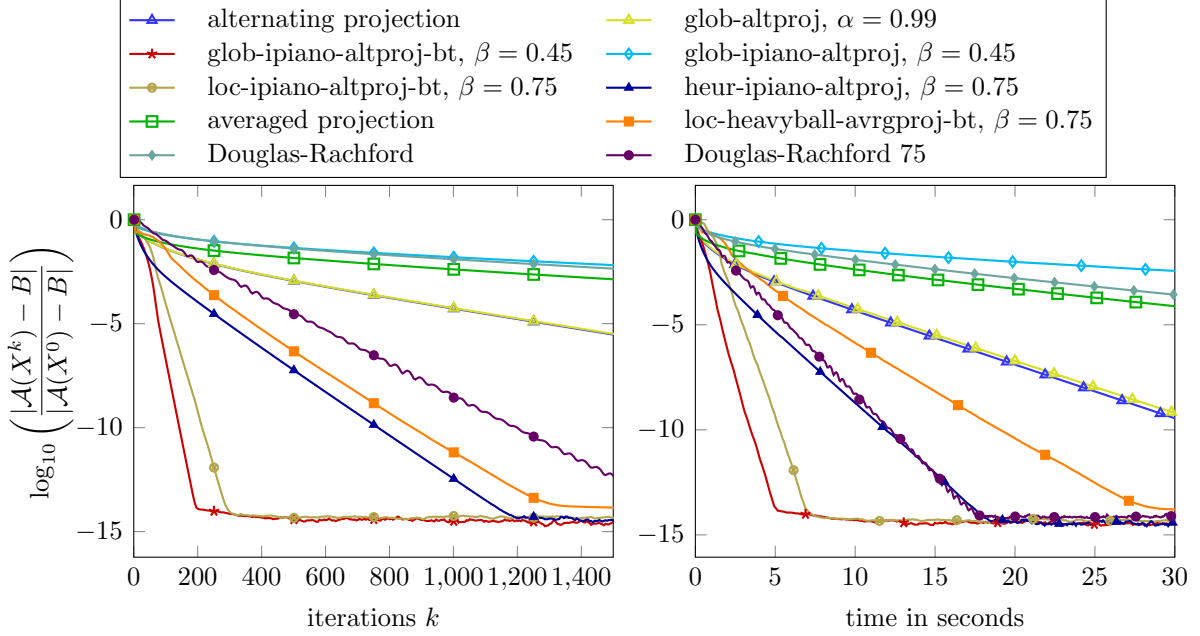 alternating projection
glob-altproj, α = 0.99
glob-ipiano-altproj-bt, β = 0.45
glob-ipiano-altproj, β = 0.45
loc-ipiano-altproj-bt, β = 0.75
heur-ipiano-altproj, β = 0.75
averaged projection
loc-heavyball-avrgproj-bt, β = 0.75
Douglas-Rachford
Douglas-Rachford 75
log10 ( |A(X^k) − B| / |A(X^0) − B| )
0
−5
−10
−15
0 200 400 600 800 1,000 1,200 1,400
iterations k
0
−5
−10
−15
0 5 10 15 20 25 30
time in seconds